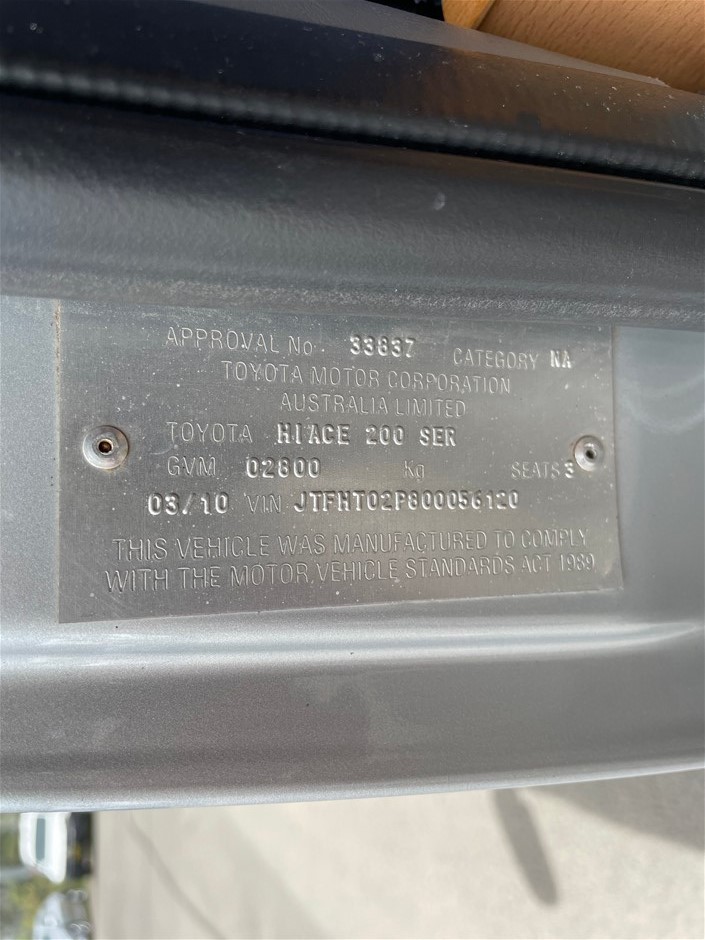 APPROVAL No. 33837 CATEGORY NA
TOYOTA MOTOR CORPORATION
AUSTRALIA LIMITED
TOYOTA HIACE 200 SER
GVM 02800 Kg SEATS 3
03/10 VIN JTFHT02P800056120
THIS VEHICLE WAS MANUFACTURED TO COMPLY
WITH THE MOTOR VEHICLE STANDARDS ACT 1989